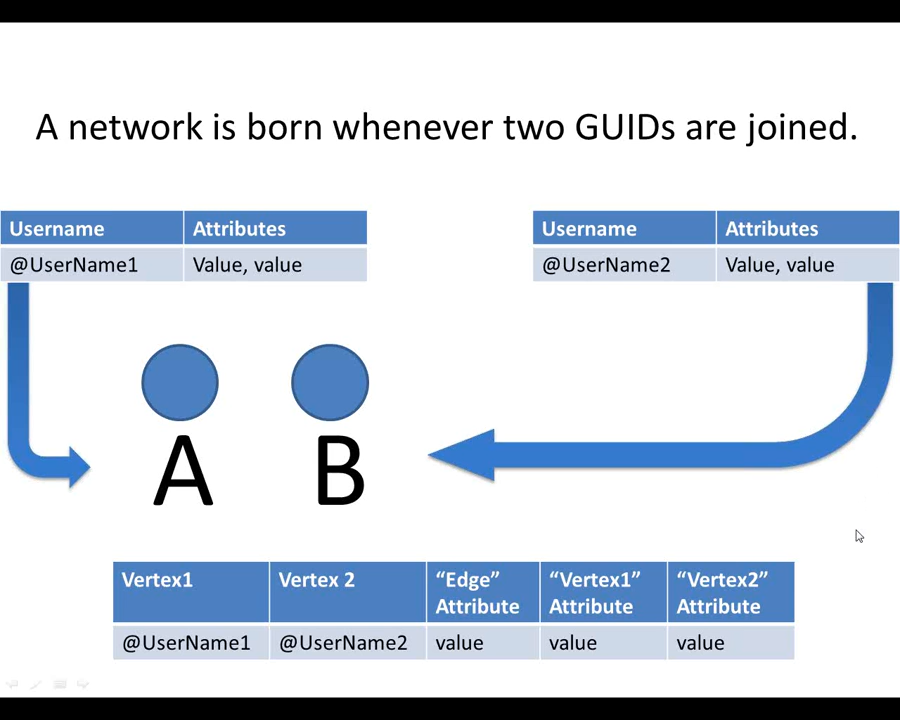 A network is born whenever two GUIDs are joined.
Username Attributes
@UserName1 Value, value
Username Attributes
@UserName2 Value, value
A B
Vertex1 Vertex 2 “Edge” Attribute “Vertex1” Attribute “Vertex2” Attribute
@UserName1 @UserName2 value value value